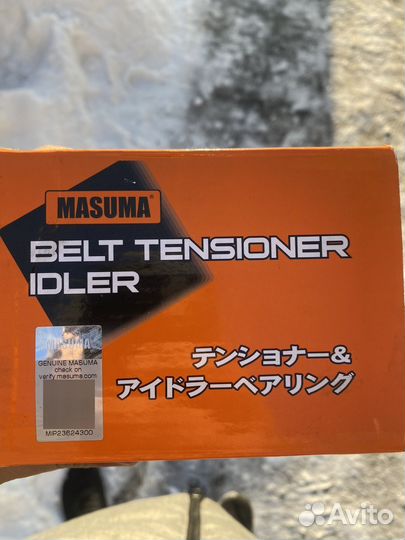 MASUMA®
BELT TENSIONER
IDLER
MASUMA
GENUINE MASUMA
check on
verify.masuma.com
MIP23624300
テンショナー&
アイドラーベアリング
Avito